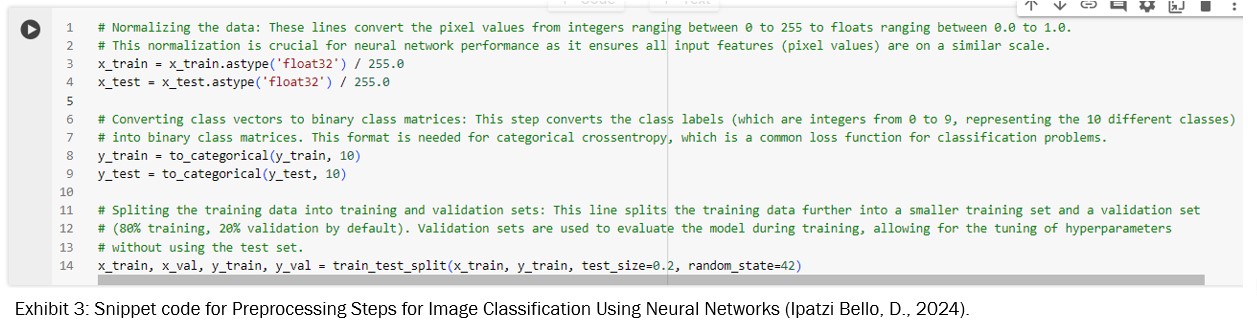 1 # Normalizing the data: These lines convert the pixel values from integers ranging between 0 to 255 to floats ranging between 0.0 to 1.0.
2 # This normalization is crucial for neural network performance as it ensures all input features (pixel values) are on a similar scale.
3 x_train = x_train.astype('float32') / 255.0
4 x_test = x_test.astype('float32') / 255.0
5
6 # Converting class vectors to binary class matrices: This step converts the class labels (which are integers from 0 to 9, representing the 10 different classes)
7 # into binary class matrices. This format is needed for categorical crossentropy, which is a common loss function for classification problems.
8 y_train = to_categorical(y_train, 10)
9 y_test = to_categorical(y_test, 10)
10
11 # Spliting the training data into training and validation sets: This line splits the training data further into a smaller training set and a validation set
12 # (80% training, 20% validation by default). Validation sets are used to evaluate the model during training, allowing for the tuning of hyperparameters
13 # without using the test set.
14 x_train, x_val, y_train, y_val = train_test_split(x_train, y_train, test_size=0.2, random_state=42)
Exhibit 3: Snippet code for Preprocessing Steps for Image Classification Using Neural Networks (Ipatzi Bello, D., 2024).